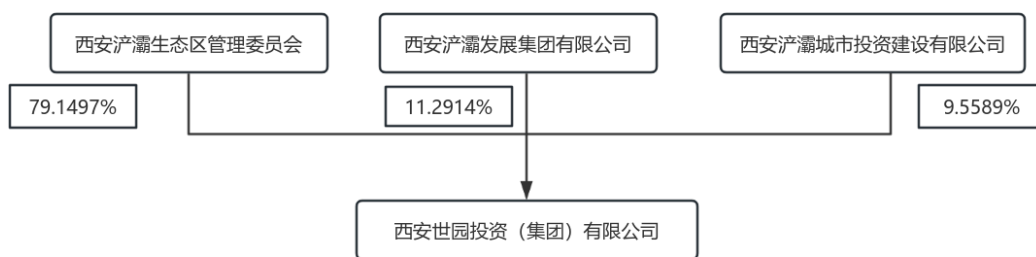 西安浐灞生态区管理委员会
西安浐灞发展集团有限公司
西安浐灞城市投资建设有限公司
79.1497%
11.2914%
9.5589%
西安世园投资（集团）有限公司